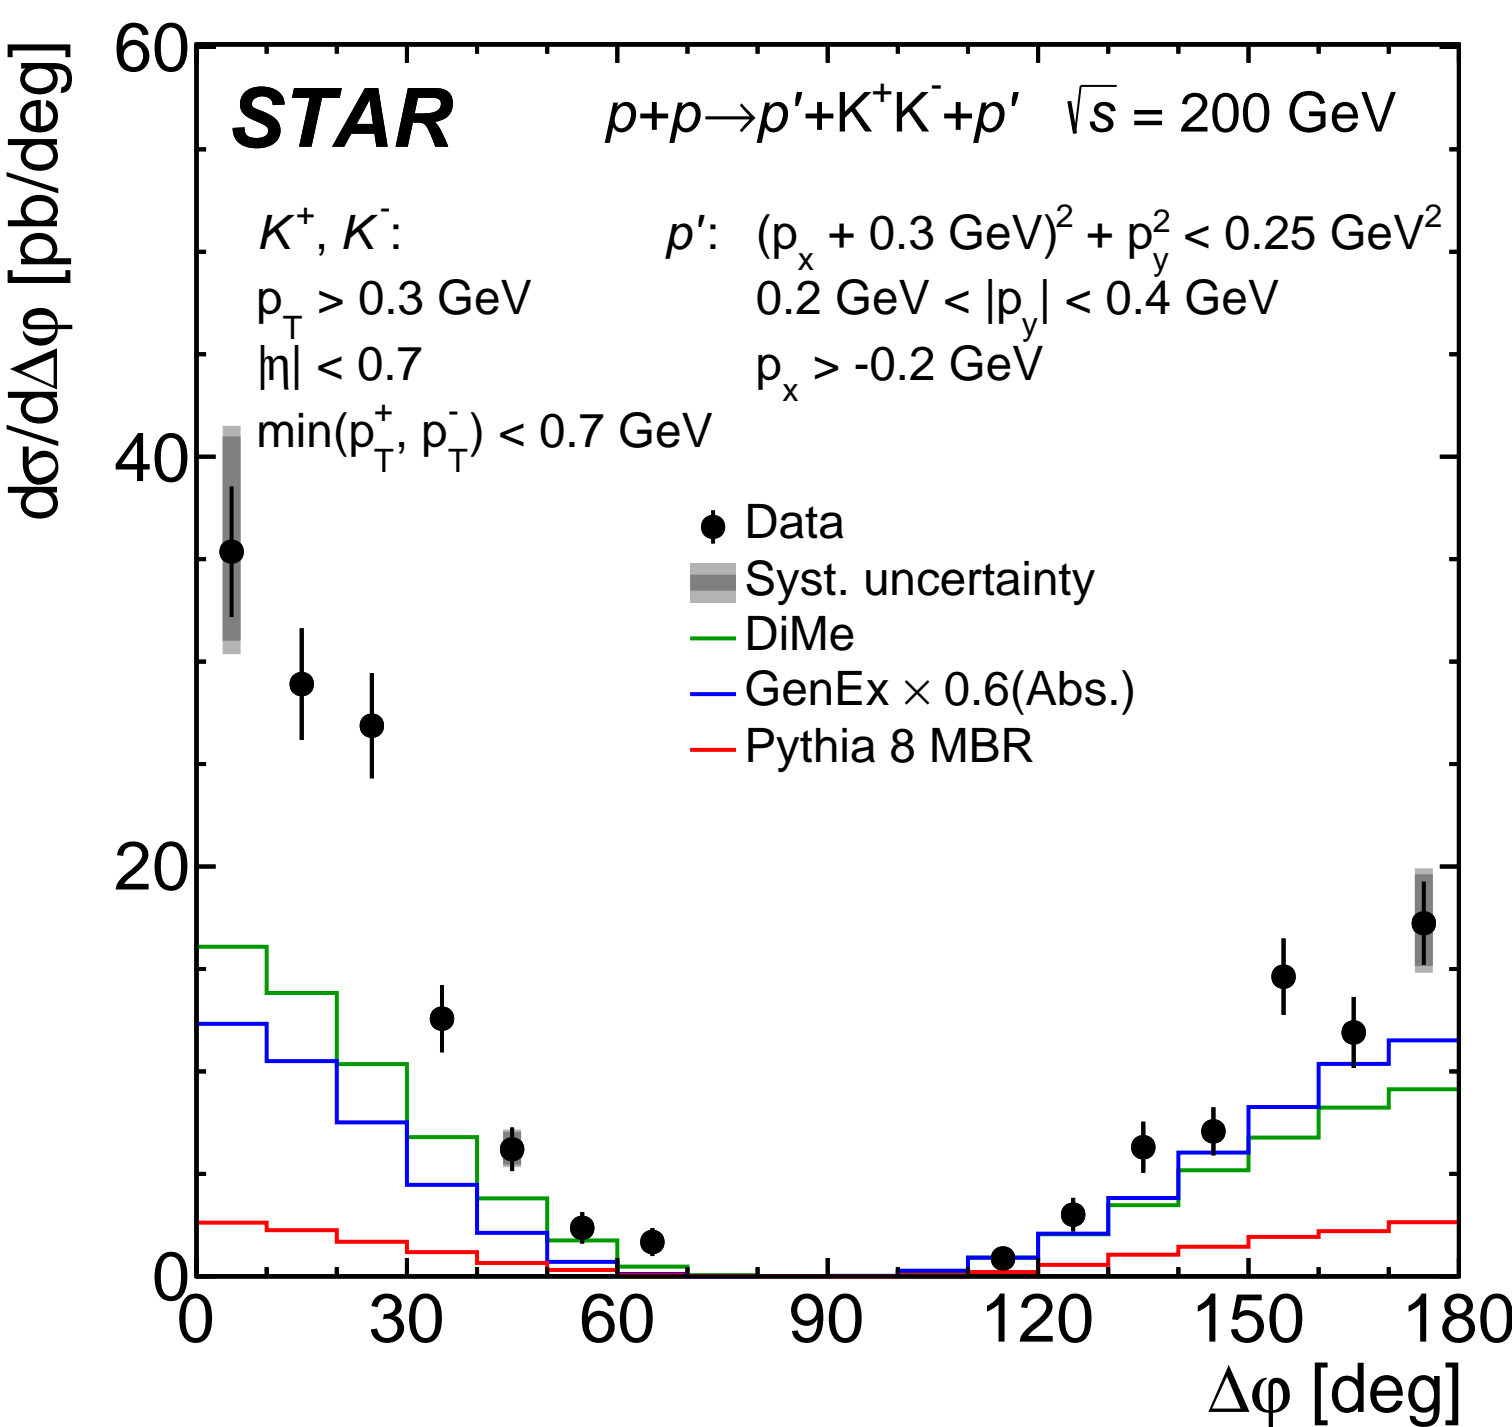 dσ/dΔφ [pb/deg]
60
40
20
0
STAR p+p→p′+K⁺K⁻+p′ √s = 200 GeV
K⁺, K⁻: p′: (pₓ + 0.3 GeV)² + p_y² < 0.25 GeV²
p_T > 0.3 GeV 0.2 GeV < |p_y| < 0.4 GeV
|η| < 0.7 pₓ > -0.2 GeV
min(p_T⁺, p_T⁻) < 0.7 GeV
Data
Syst. uncertainty
DiMe
GenEx × 0.6(Abs.)
Pythia 8 MBR
0 30 60 90 120 150 180
Δφ [deg]